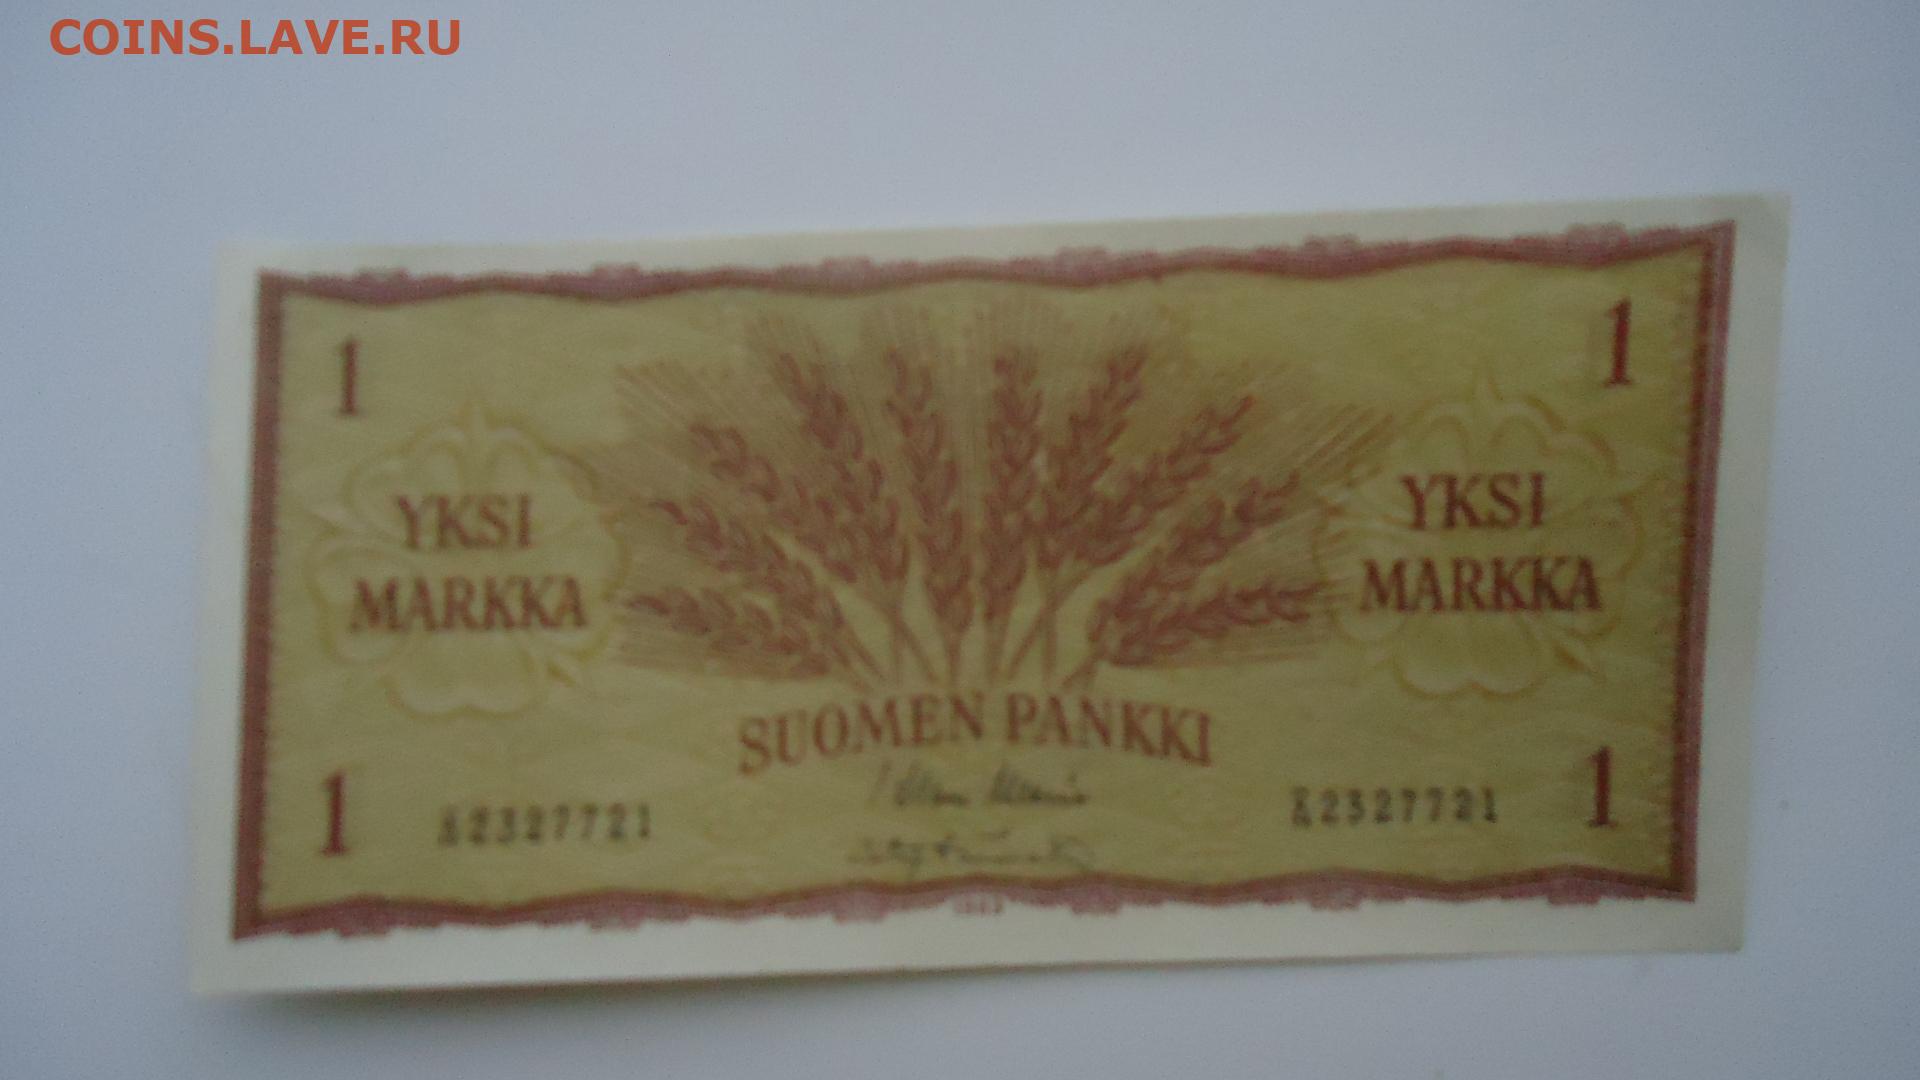 COINS.LAVE.RU
1
1
YKSI
MARKKA
YKSI
MARKKA
SUOMEN PANKKI
1
2327721
2327721
1